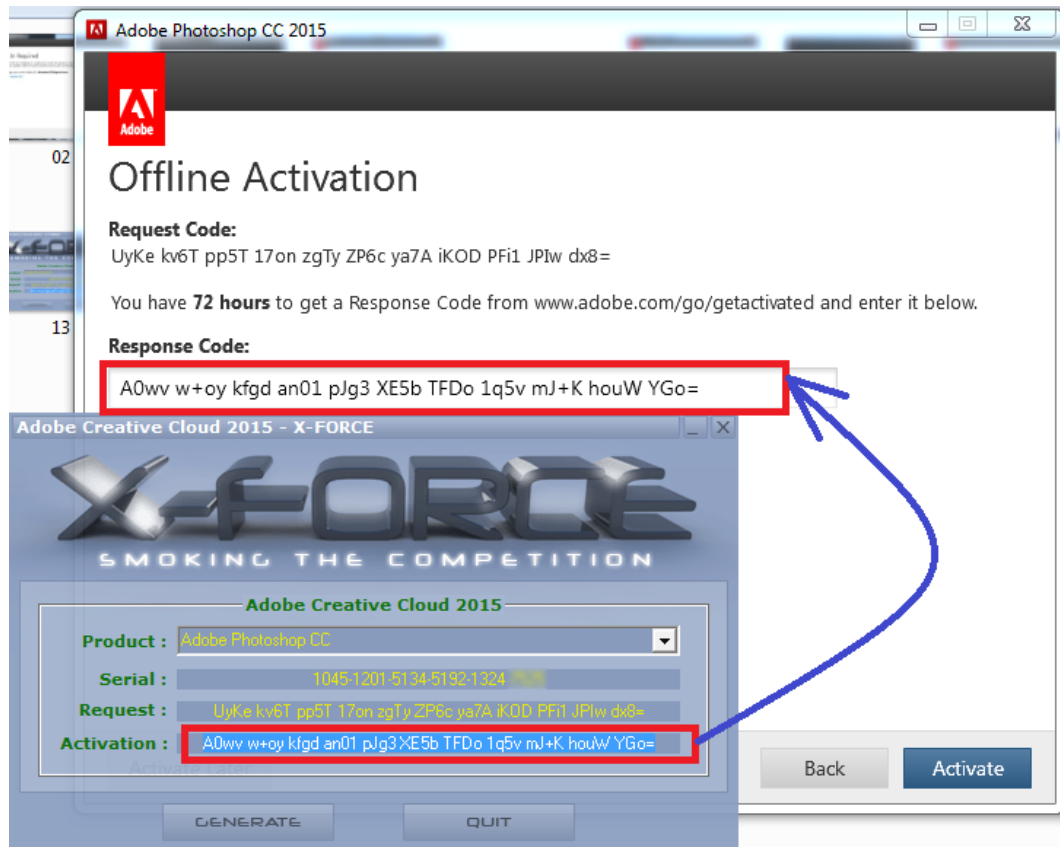 Adobe Photoshop CC 2015
Adobe
02
Offline Activation
Request Code:
UyKe kv6T pp5T 17on zgTy ZP6c ya7A iKOD PFi1 JPIw dx8=
You have 72 hours to get a Response Code from www.adobe.com/go/getactivated and enter it below.
13
Response Code:
A0wv w+oy kfgd an01 pJg3 XE5b TFDo 1q5v mJ+K houW YGo=
Adobe Creative Cloud 2015 - X-FORCE
X-FORCE
SMOKING THE COMPETITION
Adobe Creative Cloud 2015
Product : Adobe Photoshop CC
Serial : 1045-1201-5134-5192-1324
Request : UyKe kv6T pp5T 17on zgTy ZP6c ya7A iKOD PFi1 JPIw dx8=
Activation : A0wv w+oy kfgd an01 pJg3 XE5b TFDo 1q5v mJ+K houW YGo=
Activate Later
Back Activate
GENERATE QUIT